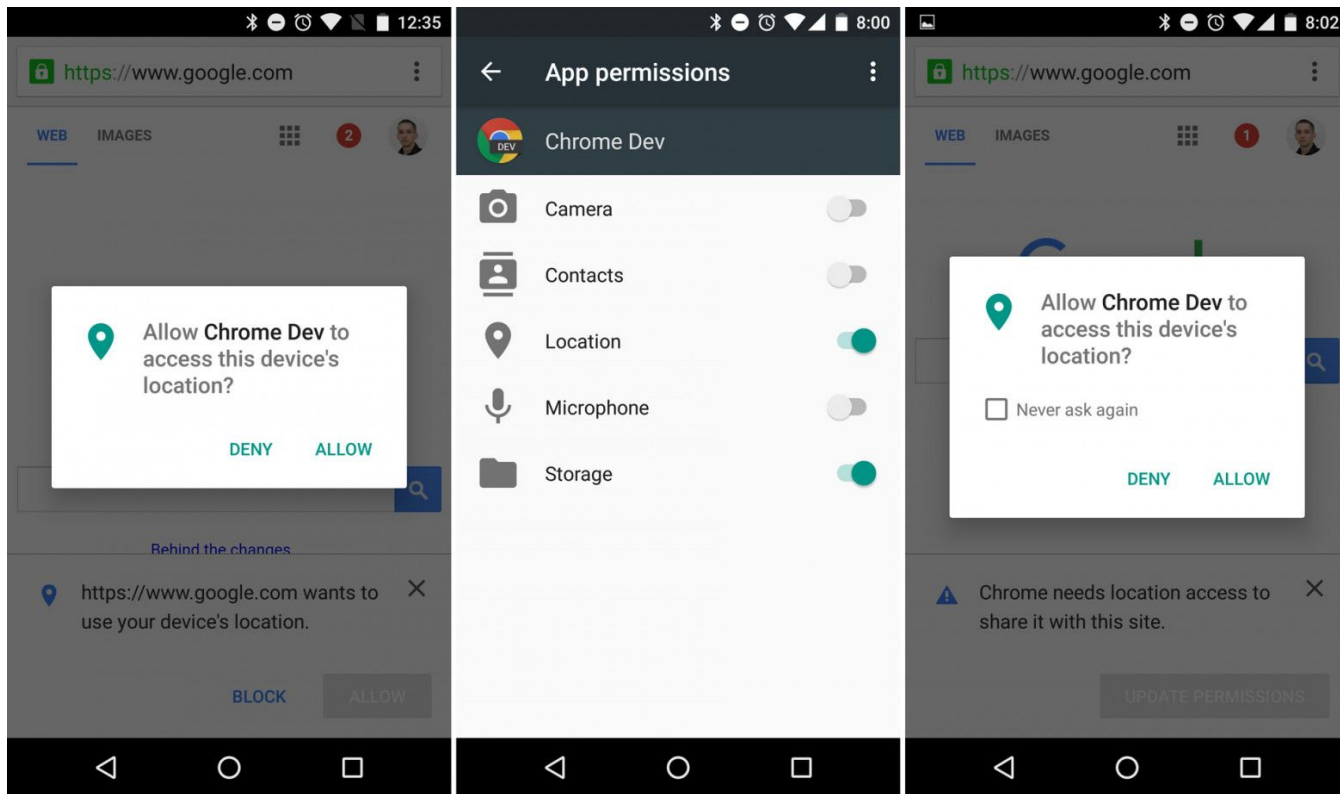 12:35
https://www.google.com
WEB IMAGES 2
Allow Chrome Dev to
access this device's
location?
DENY ALLOW
Behind the changes
https://www.google.com wants to
use your device's location.
BLOCK ALLOW
8:00
App permissions
DEV
Chrome Dev
Camera
Contacts
Location
Microphone
Storage
8:02
https://www.google.com
WEB IMAGES 1
Allow Chrome Dev to
access this device's
location?
Never ask again
DENY ALLOW
Chrome needs location access to
share it with this site.
UPDATE PERMISSIONS